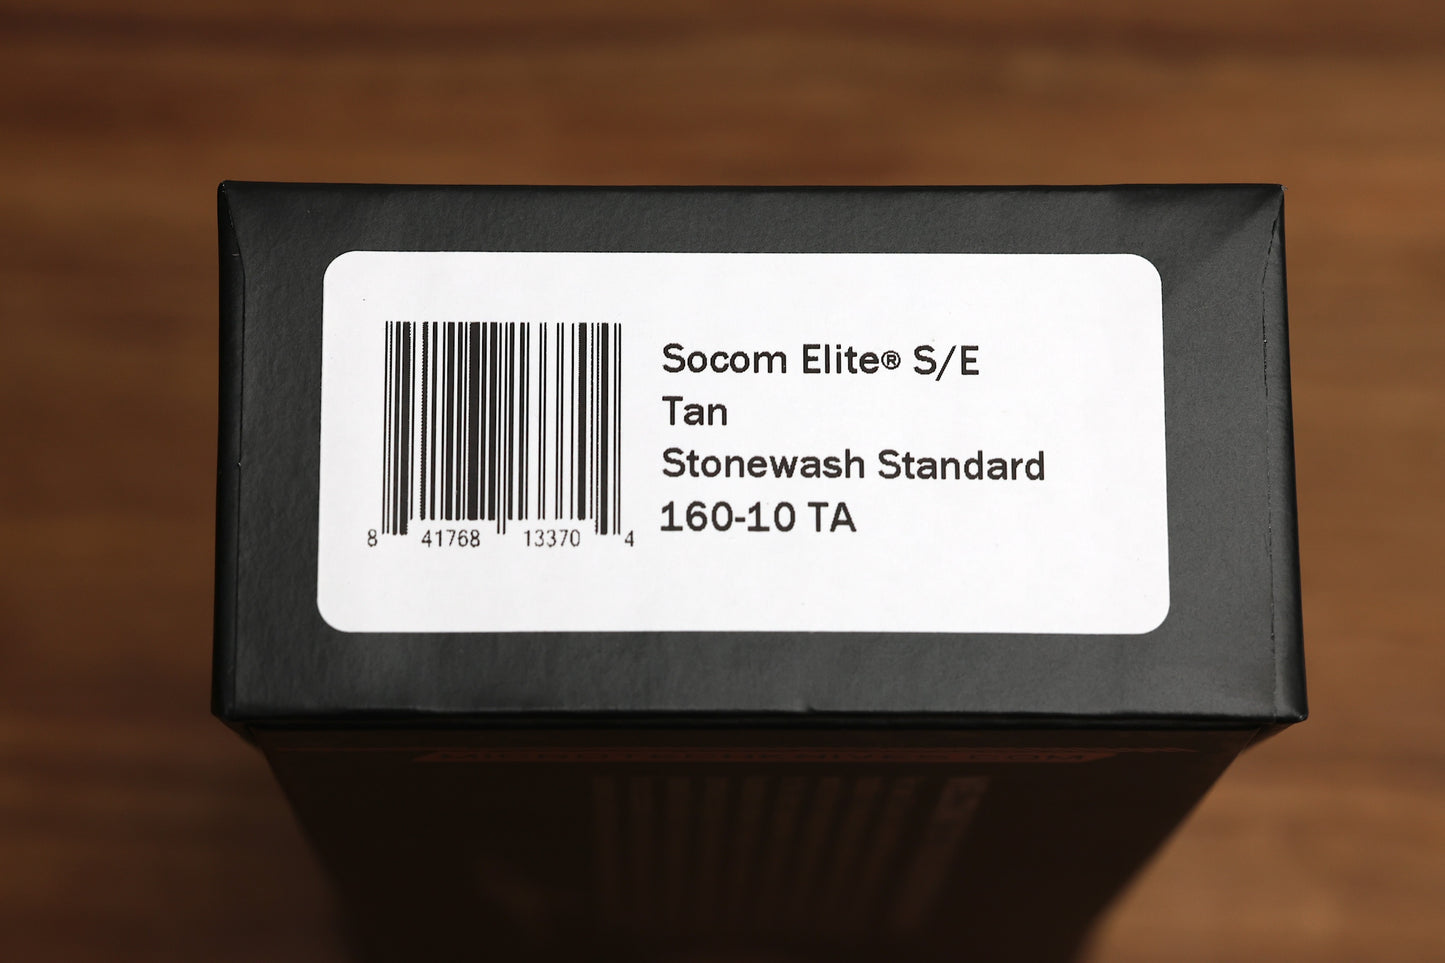 Socom Elite® S/E
Tan
Stonewash Standard
160-10 TA
8 41768 13370 4